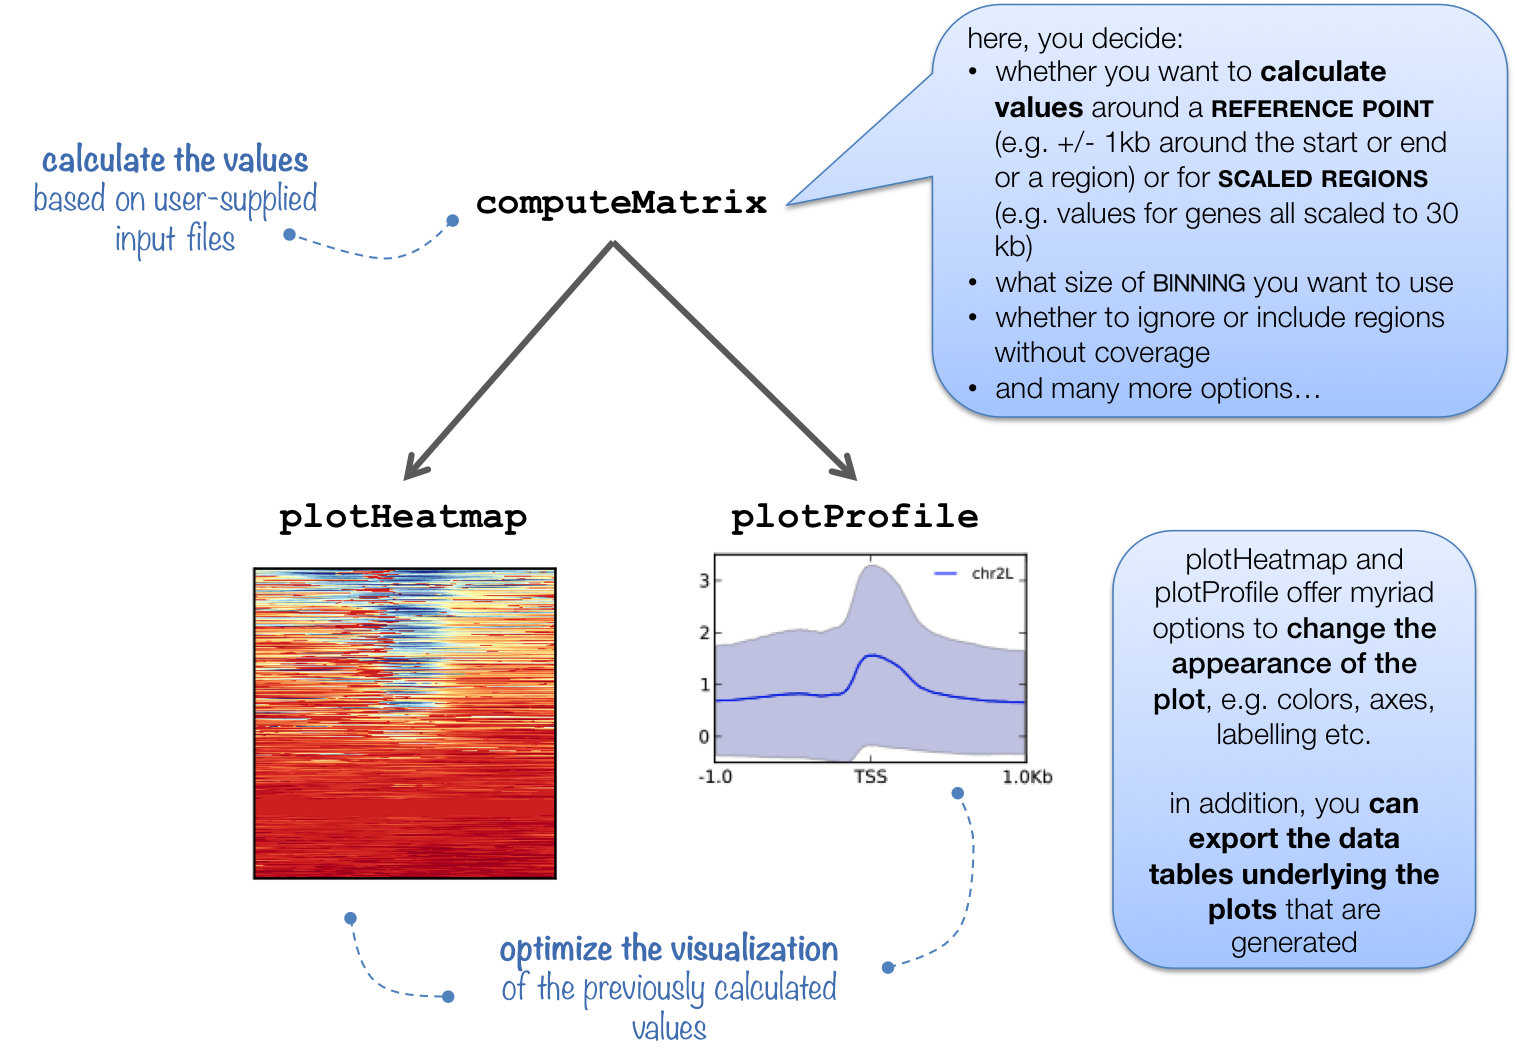 here, you decide:
• whether you want to calculate
values around a REFERENCE POINT
(e.g. +/- 1kb around the start or end
or a region) or for SCALED REGIONS
(e.g. values for genes all scaled to 30
kb)
• what size of BINNING you want to use
• whether to ignore or include regions
without coverage
• and many more options…
calculate the values
based on user-supplied
input files
computeMatrix
plotHeatmap
plotProfile
chr2L
3
2
1
0
-1.0 TSS 1.0Kb
plotHeatmap and
plotProfile offer myriad
options to change the
appearance of the
plot, e.g. colors, axes,
labelling etc.
in addition, you can
export the data
tables underlying the
plots that are
generated
optimize the visualization
of the previously calculated
values